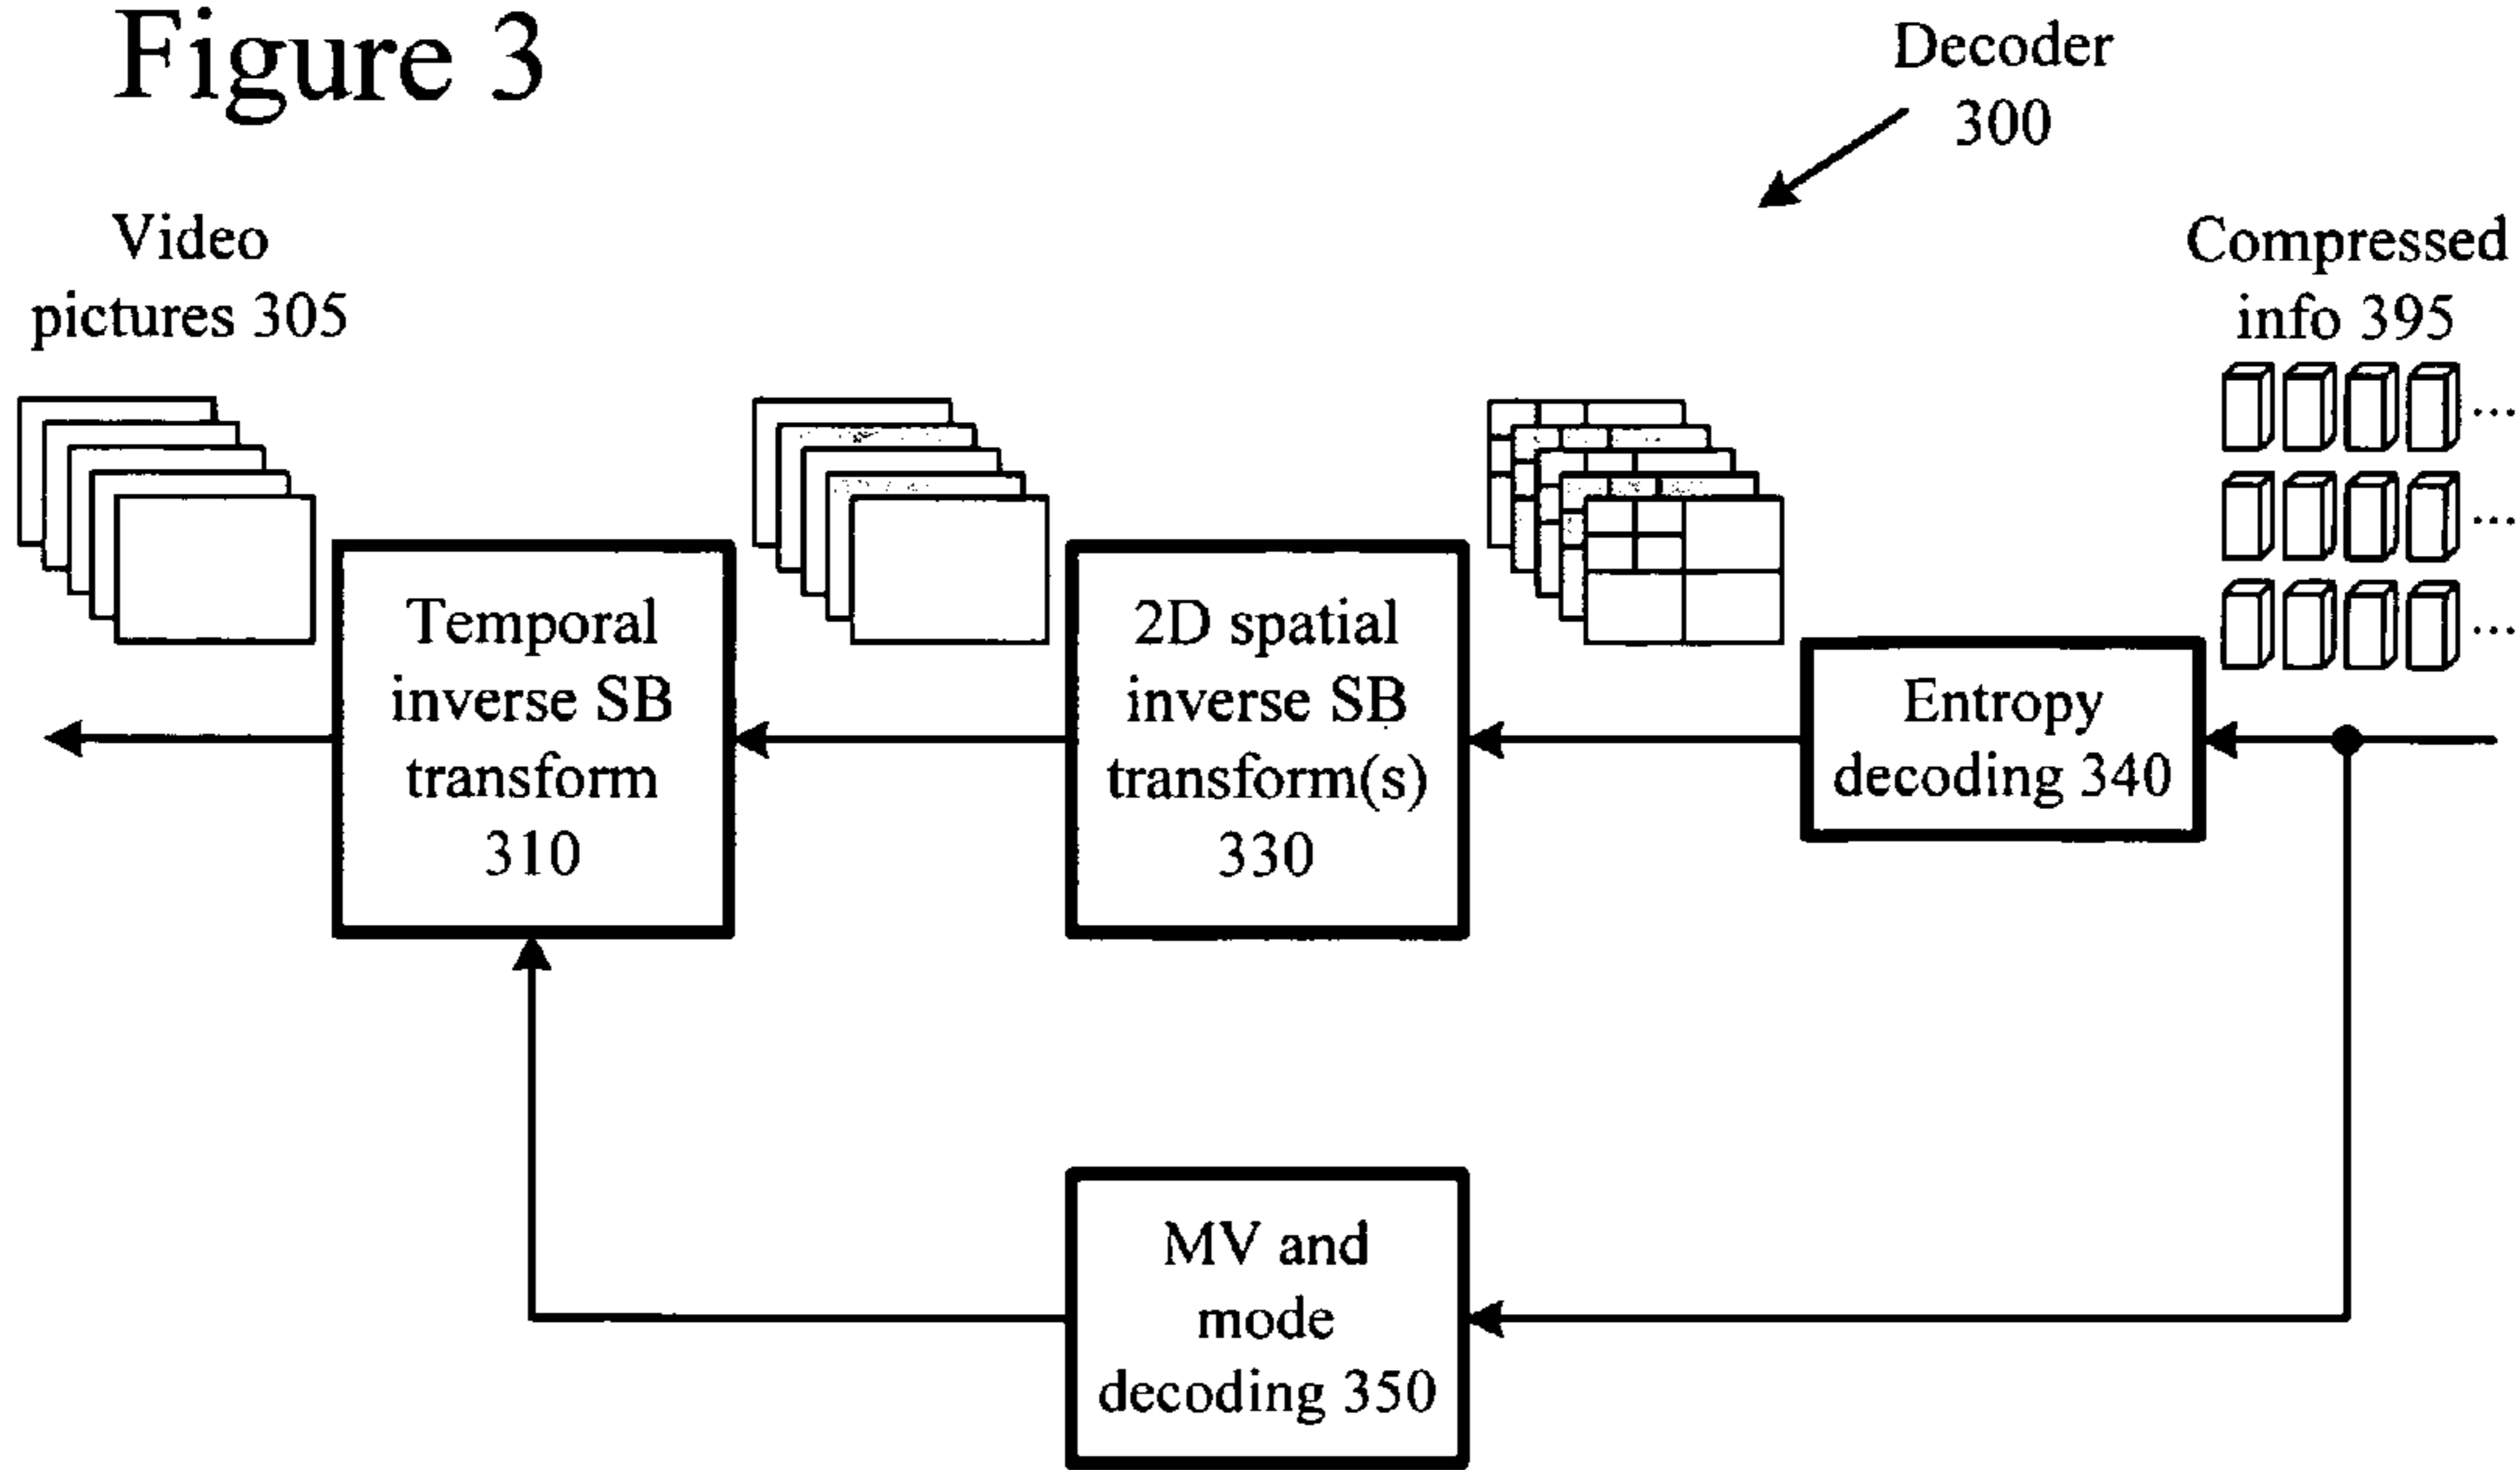 Figure 3
Decoder
300
Video
pictures 305
Compressed
info 395
...
...
...
Temporal
inverse SB
transform
310
2D spatial
inverse SB
transform(s)
330
Entropy
decoding 340
MV and
mode
decoding 350